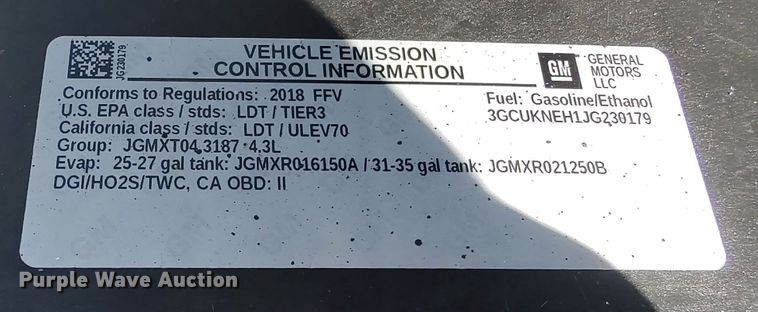 JG230179
VEHICLE EMISSION
CONTROL INFORMATION
GM
GENERAL
MOTORS
LLC
Conforms to Regulations: 2018 FFV
Fuel: Gasoline/Ethanol
U.S. EPA class / stds: LDT / TIER3
3GCUKNEH1JG230179
California class / stds: LDT / ULEV70
Group: JGMXT04.3187 4.3L
Evap: 25-27 gal tank: JGMXR016150A / 31-35 gal tank: JGMXR021250B
DGI/HO2S/TWC, CA OBD: II
Purple Wave Auction